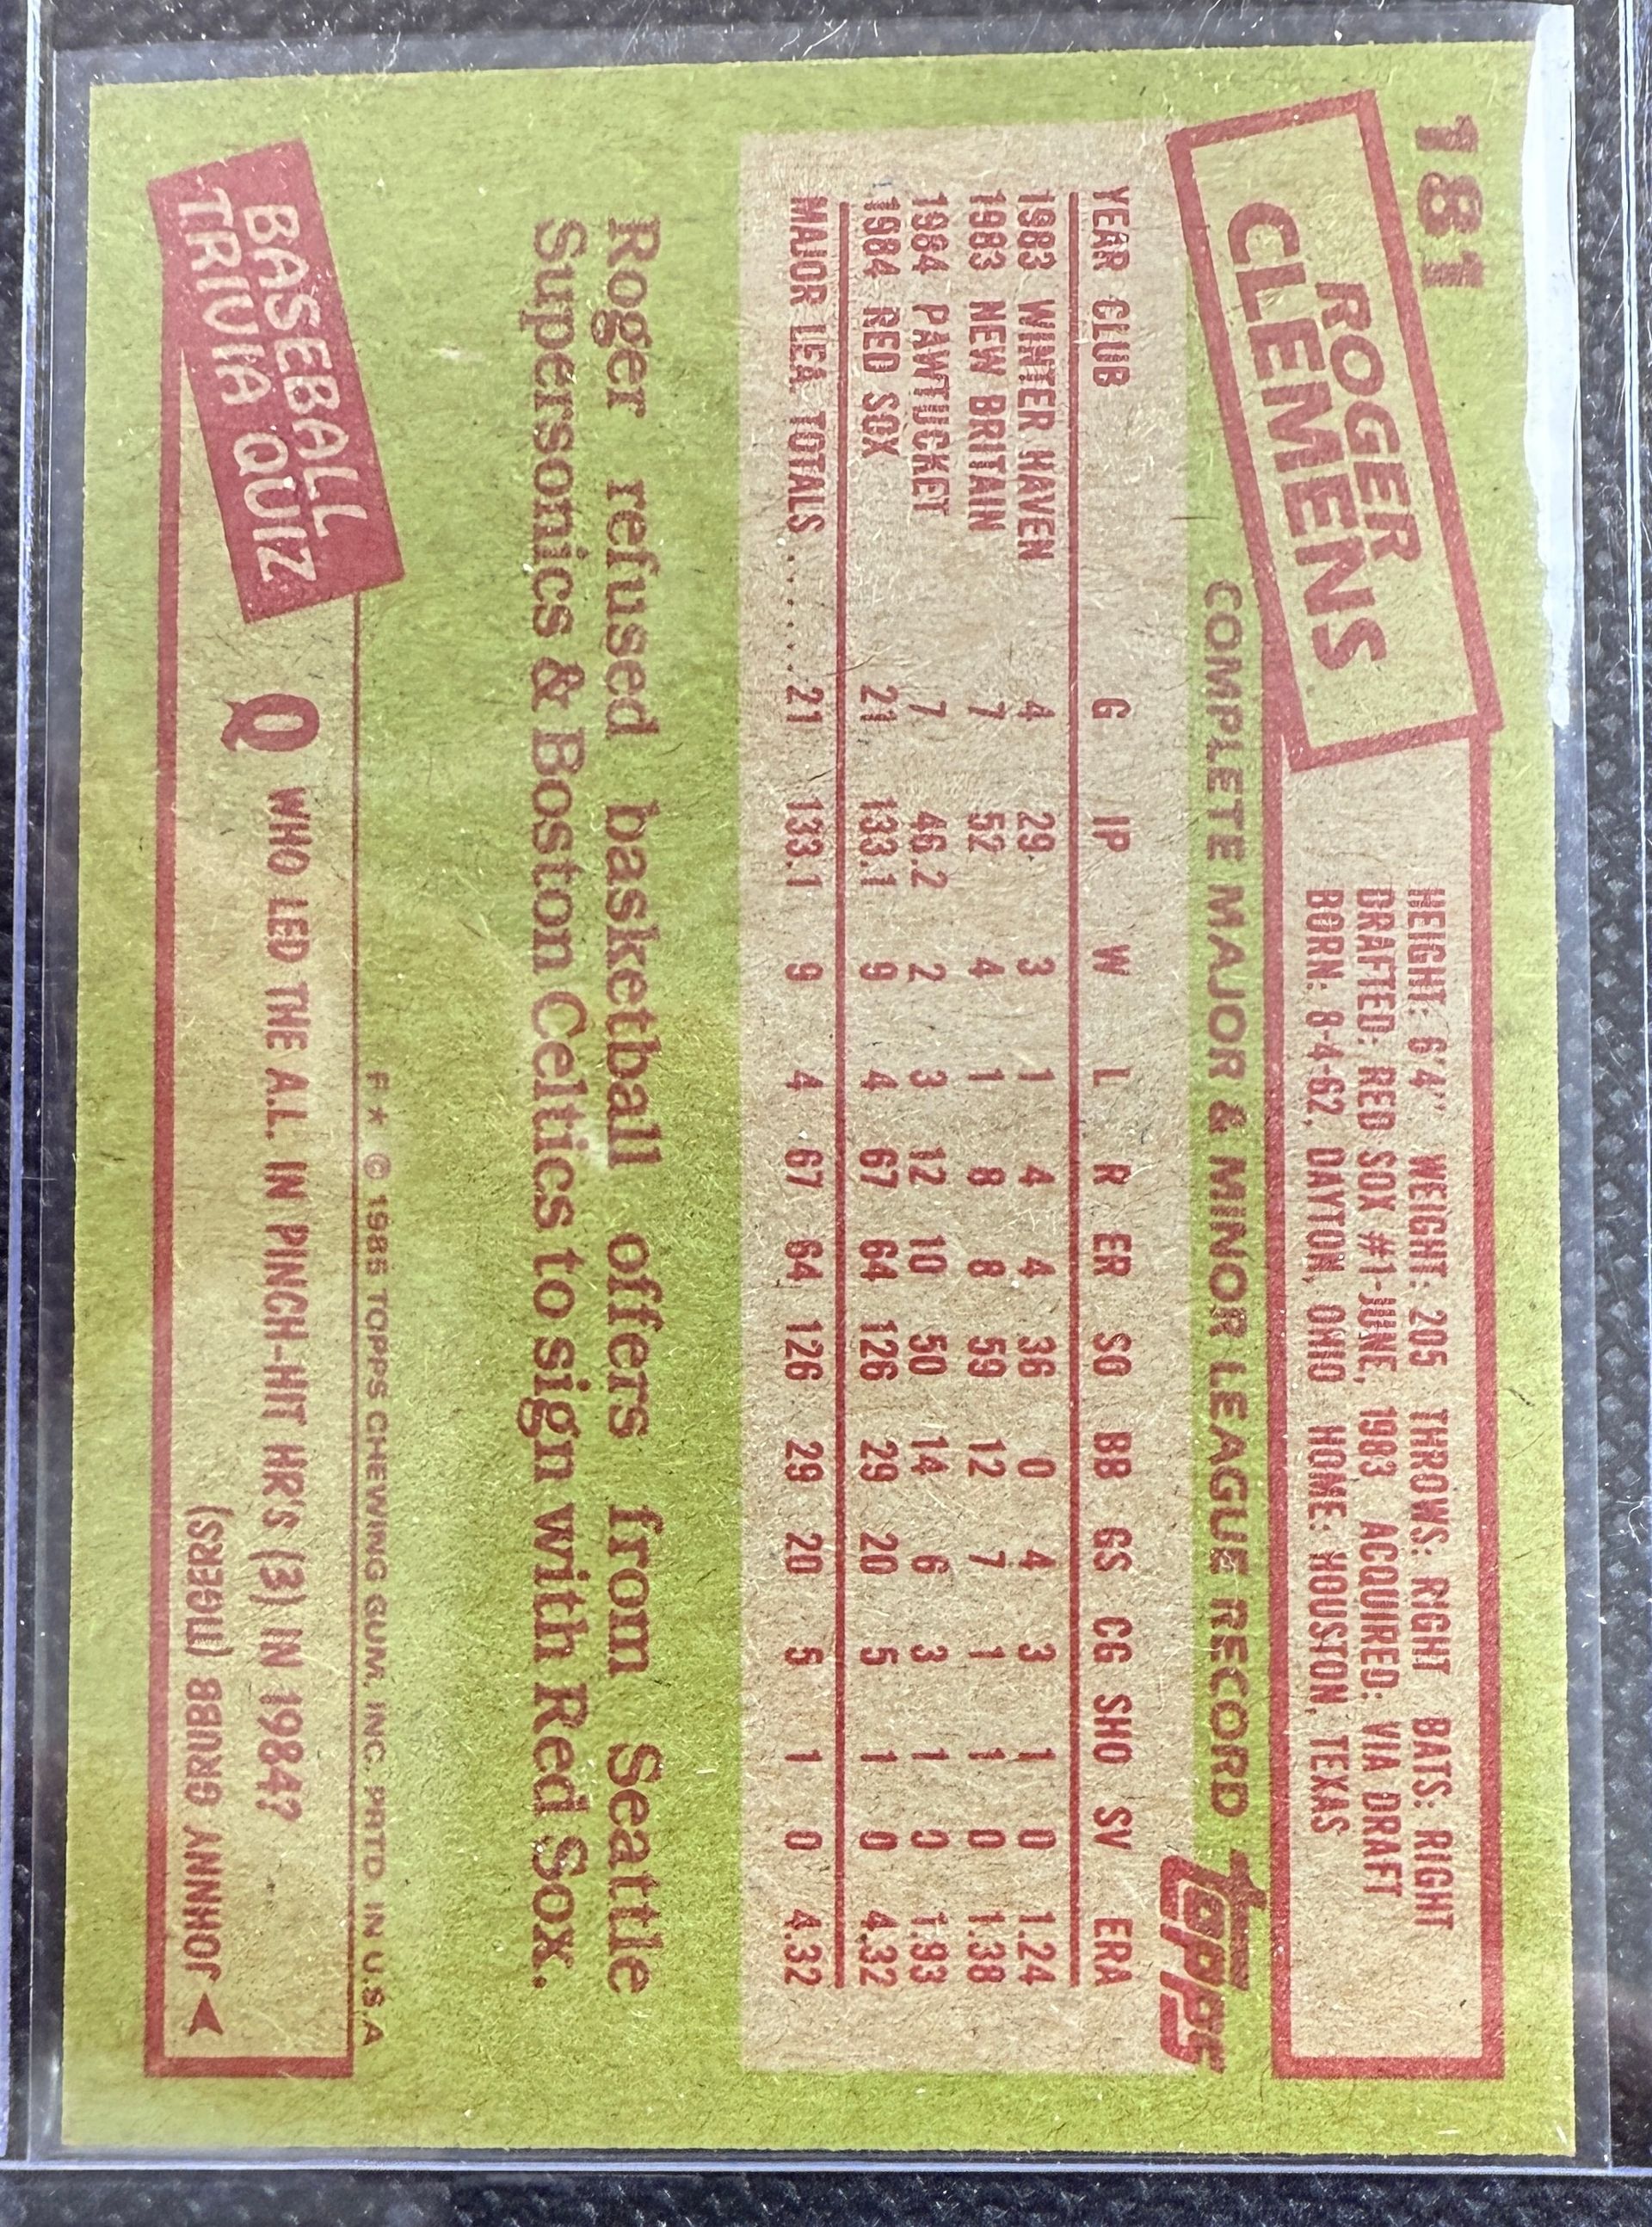 181
ROGER
CLEMENS
HEIGHT: 6'4" WEIGHT: 205 THROWS: RIGHT BATS: RIGHT
DRAFTED: RED SOX #1-JUNE, 1983 ACQUIRED: VIA DRAFT
BORN: 8-4-62, DAYTON, OHIO HOME: HOUSTON, TEXAS
COMPLETE MAJOR & MINOR LEAGUE RECORD
topps
YEAR CLUB G IP W L R ER SO BB GS CG SHO SV ERA
1983 WINTER HAVEN 4 29 3 1 4 4 36 0 4 3 1 0 1.24
1983 NEW BRITAIN 7 52 4 1 8 8 59 12 7 1 1 0 1.38
1984 PAWTUCKET 7 46.2 2 3 12 10 50 14 6 3 1 0 1.93
1984 RED SOX 21 133.1 9 4 67 64 126 29 20 5 1 0 4.32
MAJOR LEA. TOTALS ....... 21 133.1 9 4 67 64 126 29 20 5 1 0 4.32
Roger refused basketball offers from Seattle
Supersonics & Boston Celtics to sign with Red Sox.
F★ © 1985 TOPPS CHEWING GUM, INC. PRTD. IN U.S.A
BASEBALL
TRIVIA QUIZ
Q WHO LED THE A.L. IN PINCH-HIT HR'S (3) IN 1984?
JOHNNY GRUBB (TIGERS)